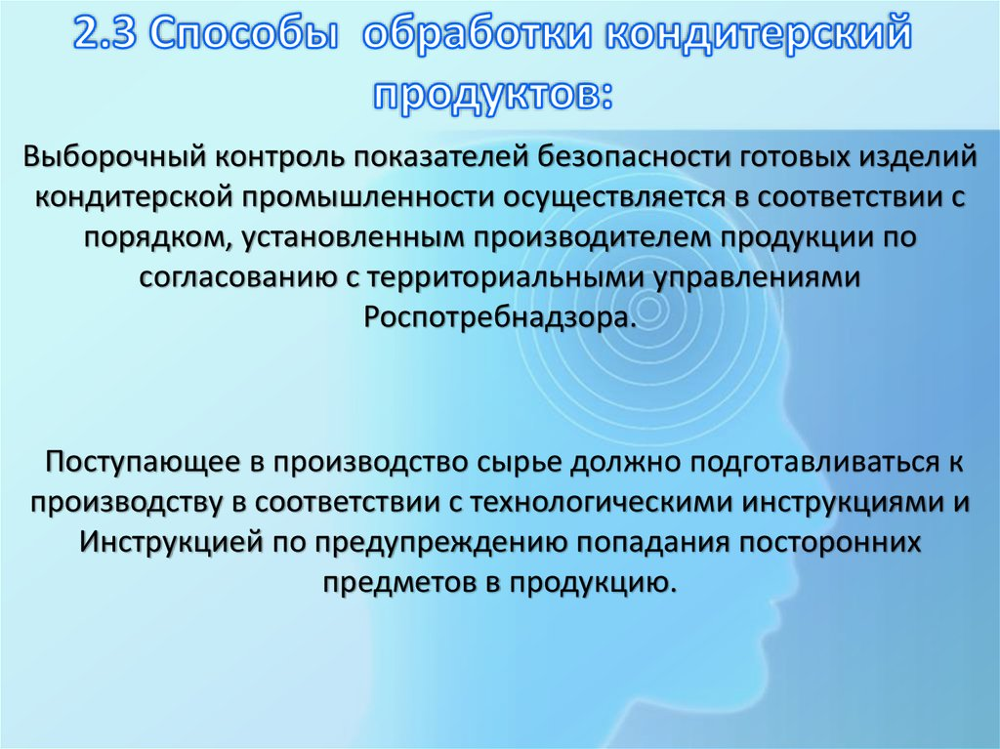 2.3 Способы  обработки кондитерский
продуктов:
Выборочный контроль показателей безопасности готовых изделий
кондитерской промышленности осуществляется в соответствии с
порядком, установленным производителем продукции по
согласованию с территориальными управлениями
Роспотребнадзора.
Поступающее в производство сырье должно подготавливаться к
производству в соответствии с технологическими инструкциями и
Инструкцией по предупреждению попадания посторонних
предметов в продукцию.